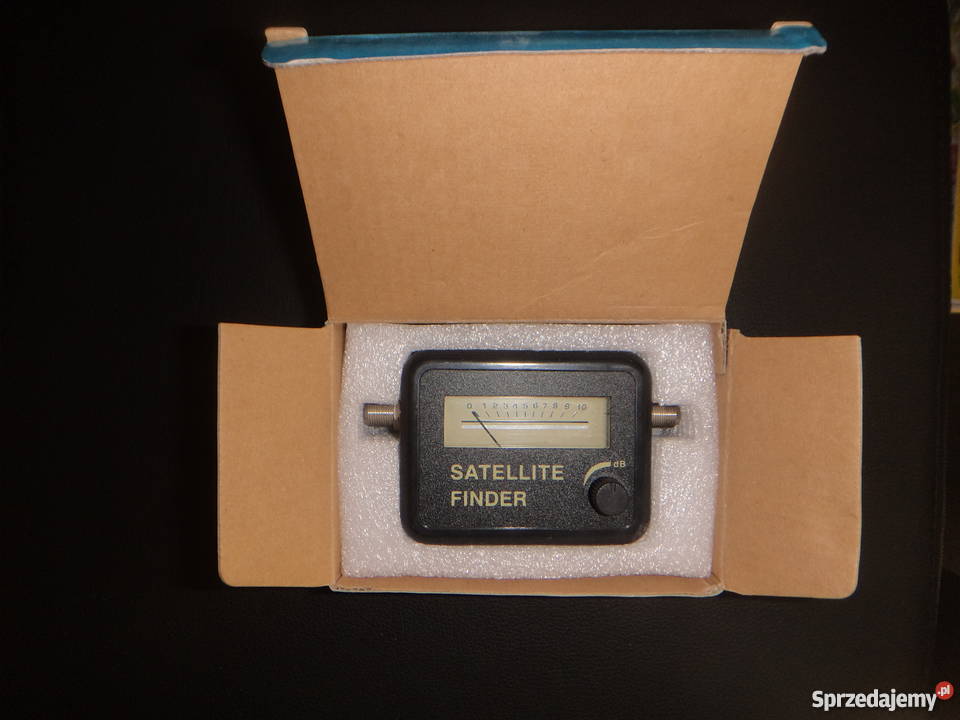 0 1 2 3 4 5 6 7 8 9 10
dB
SATELLITE
FINDER
Sprzedajemy.pl